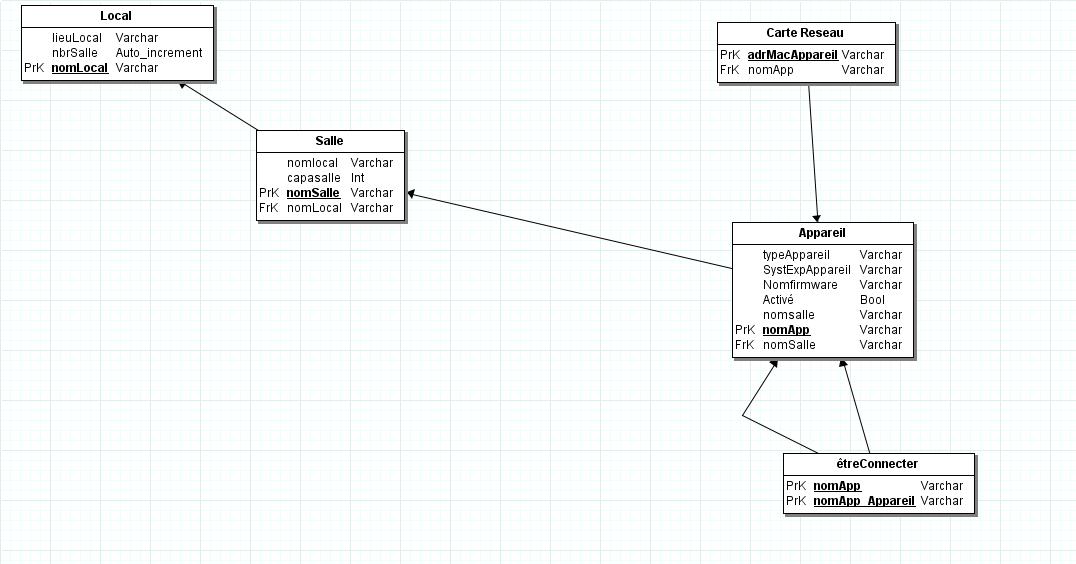 Local
lieuLocal Varchar
nbrSalle Auto_increment
PrK nomLocal Varchar
Carte Reseau
PrK adrMacAppareil Varchar
FrK nomApp Varchar
Salle
nomlocal Varchar
capasalle Int
PrK nomSalle Varchar
FrK nomLocal Varchar
Appareil
typeAppareil Varchar
SystExpAppareil Varchar
Nomfirmware Varchar
Activé Bool
nomsalle Varchar
PrK nomApp Varchar
FrK nomSalle Varchar
êtreConnecter
PrK nomApp Varchar
PrK nomApp_Appareil Varchar